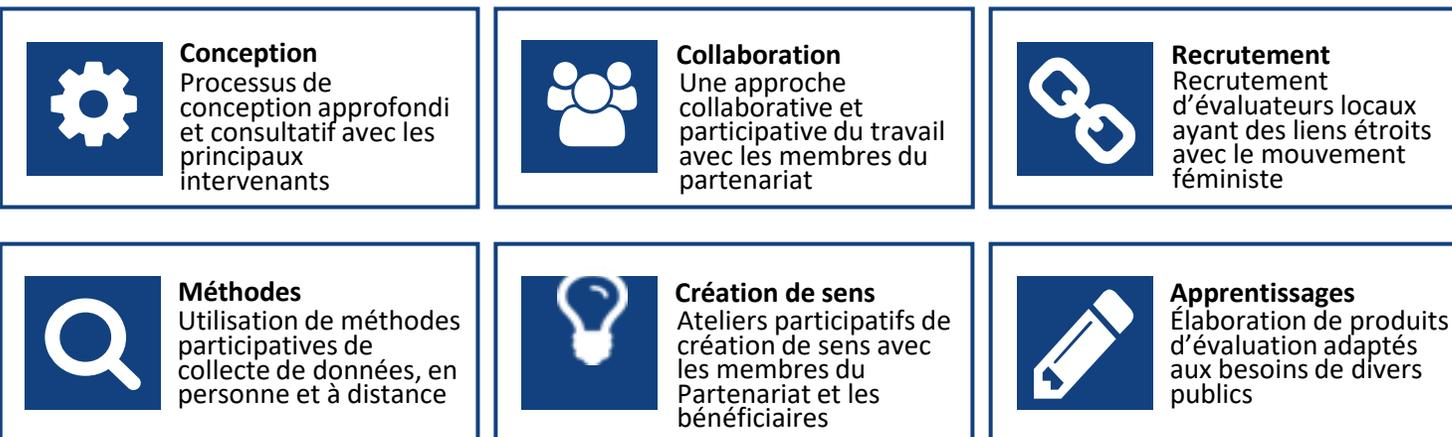 Conception
Processus de
conception approfondi
et consultatif avec les
principaux
intervenants
Collaboration
Une approche
collaborative et
participative du travail
avec les membres du
partenariat
Recrutement
Recrutement
d’évaluateurs locaux
ayant des liens étroits
avec le mouvement
féministe
Méthodes
Utilisation de méthodes
participatives de
collecte de données, en
personne et à distance
Création de sens
Ateliers participatifs de
création de sens avec
les membres du
Partenariat et les
bénéficiaires
Apprentissages
Élaboration de produits
d’évaluation adaptés
aux besoins de divers
publics